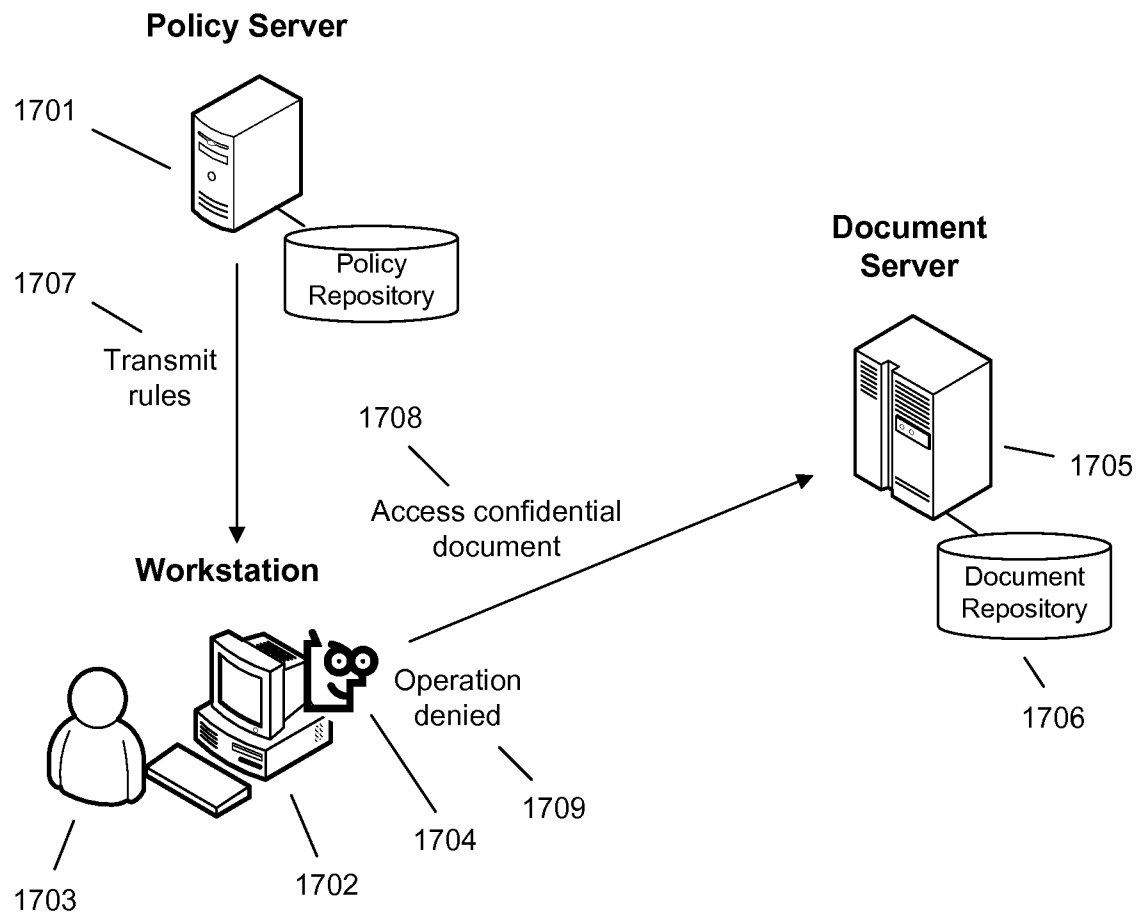 Policy Server
1701
Policy
Repository
1707
Transmit
rules
Document
Server
1708
Access confidential
document
1705
Workstation
Document
Repository
Operation
denied
1706
1709
1704
1702
1703